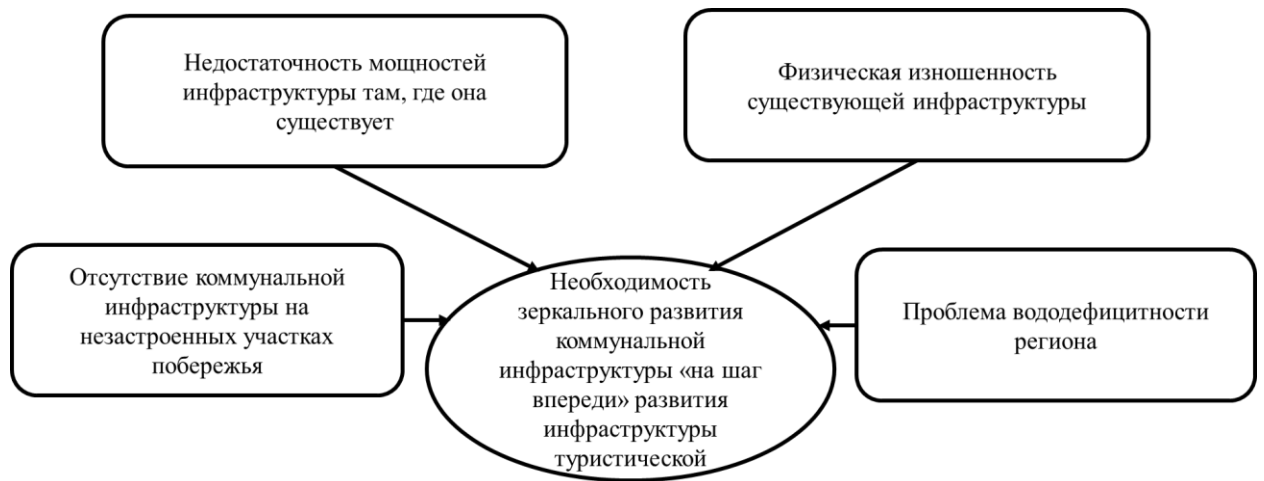 Недостаточность мощностей
инфраструктуры там, где она
существует
Физическая изношенность
существующей инфраструктуры
Отсутствие коммунальной
инфраструктуры на
незастроенных участках
побережья
Необходимость
зеркального развития
коммунальной
инфраструктуры «на шаг
впереди» развития
инфраструктуры
туристической
Проблема вододефицитности
региона